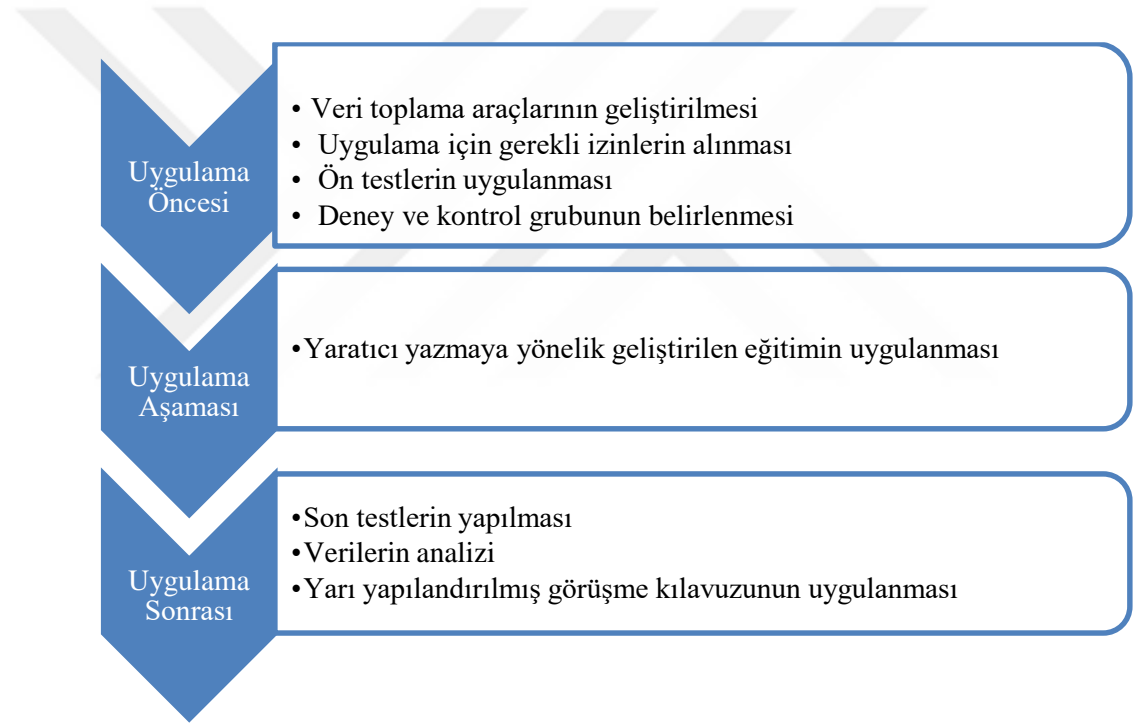 Uygulama
Öncesi
• Veri toplama araçlarının geliştirilmesi
• Uygulama için gerekli izinlerin alınması
• Ön testlerin uygulanması
• Deney ve kontrol grubunun belirlenmesi
Uygulama
Aşaması
•Yaratıcı yazmaya yönelik geliştirilen eğitimin uygulanması
Uygulama
Sonrası
•Son testlerin yapılması
•Verilerin analizi
•Yarı yapılandırılmış görüşme kılavuzunun uygulanması